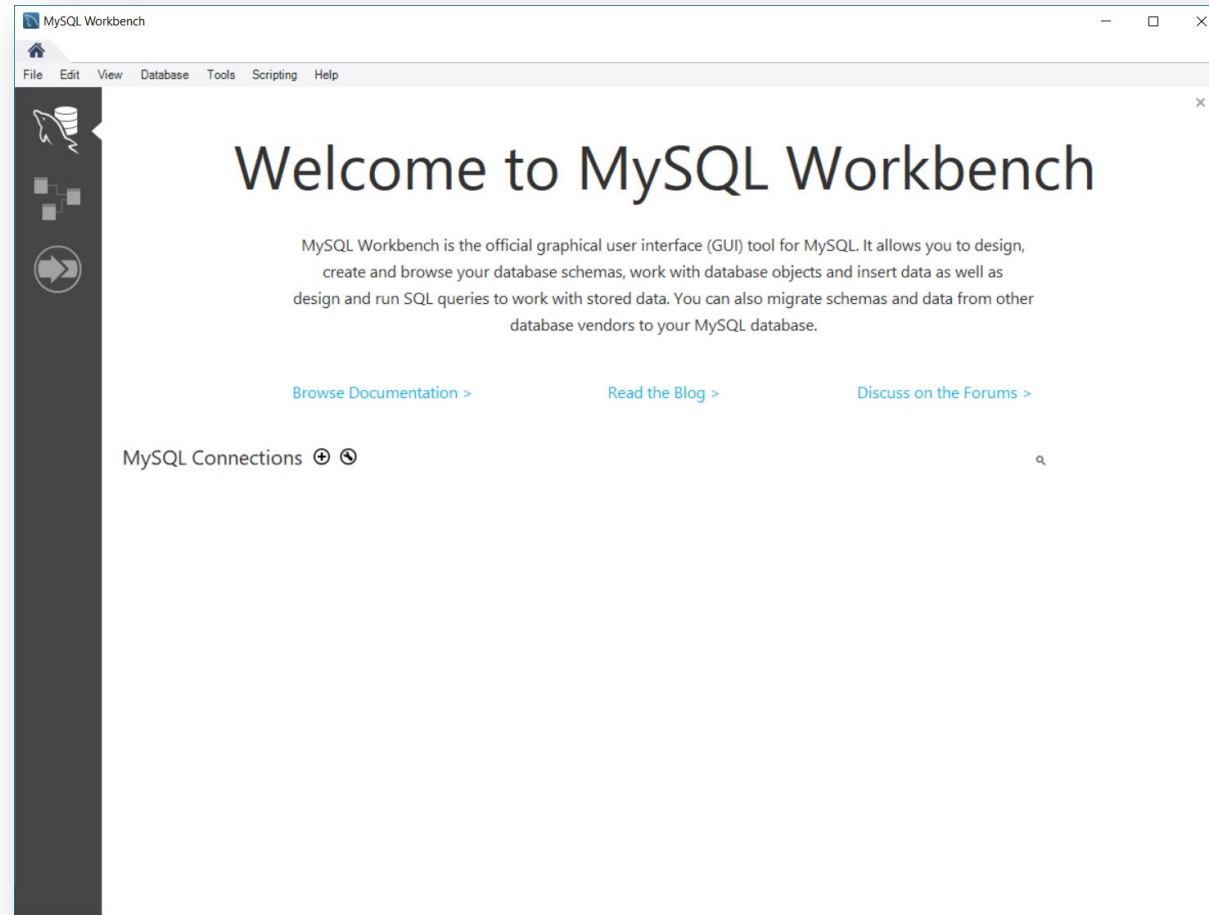 MySQL Workbench
File Edit View Database Tools Scripting Help
Welcome to MySQL Workbench
MySQL Workbench is the official graphical user interface (GUI) tool for MySQL. It allows you to design,
create and browse your database schemas, work with database objects and insert data as well as
design and run SQL queries to work with stored data. You can also migrate schemas and data from other
database vendors to your MySQL database.
Browse Documentation > Read the Blog > Discuss on the Forums >
MySQL Connections